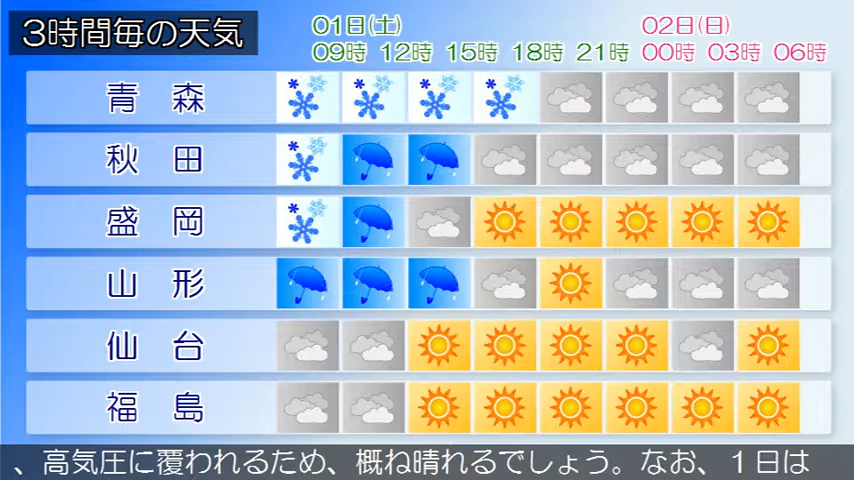 3時間毎の天気
01日(土) 02日(日)
09時 12時 15時 18時 21時 00時 03時 06時
青森
秋田
盛岡
山形
仙台
福島
、高気圧に覆われるため、概ね晴れるでしょう。なお、１日は